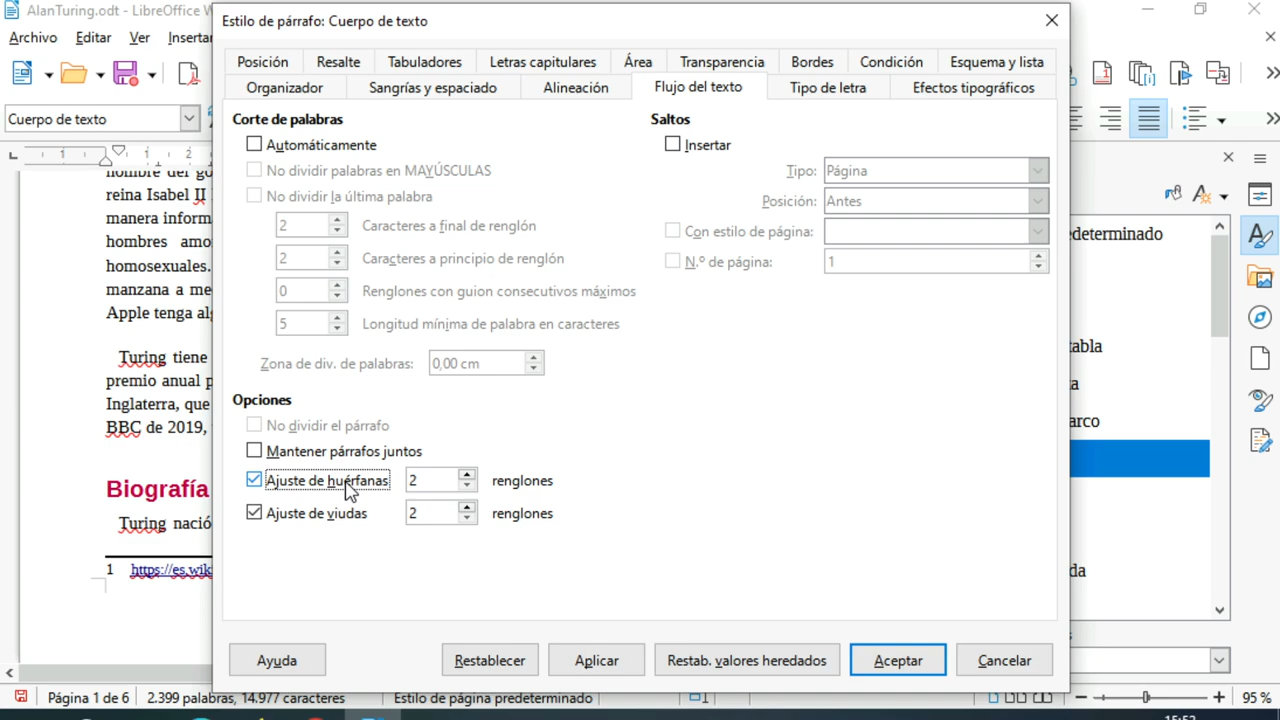 AlanTuring.odt - LibreOffice W
Estilo de párrafo: Cuerpo de texto
Archivo Editar Ver Insertar
Posición Resalte Tabuladores Letras capitulares Área Transparencia Bordes Condición Esquema y lista
Organizador Sangrías y espaciado Alineación Flujo del texto Tipo de letra Efectos tipográficos
Cuerpo de texto
Corte de palabras
Automáticamente
No dividir palabras en MAYÚSCULAS
No dividir la última palabra
2 Caracteres a final de renglón
2 Caracteres a principio de renglón
0 Renglones con guion consecutivos máximos
5 Longitud mínima de palabra en caracteres
Zona de div. de palabras: 0,00 cm
Saltos
Insertar
Tipo: Página
Posición: Antes
Con estilo de página:
N.º de página: 1
Opciones
No dividir el párrafo
Mantener párrafos juntos
Ajuste de huérfanas 2 renglones
Ajuste de viudas 2 renglones
Ayuda Restablecer Aplicar Restab. valores heredados Aceptar Cancelar
1 1 2
reina Isabel II
manera inform
hombres amo
homosexuales.
manzana a me
Apple tenga al
Turing tiene
premio anual p
Inglaterra, que
BBC de 2019,
Biografía
Turing nació
1 https://es.wiki
edeterminado
tabla
a
arco
da
Página 1 de 6 2.399 palabras, 14.977 caracteres Estilo de página predeterminado 95 %